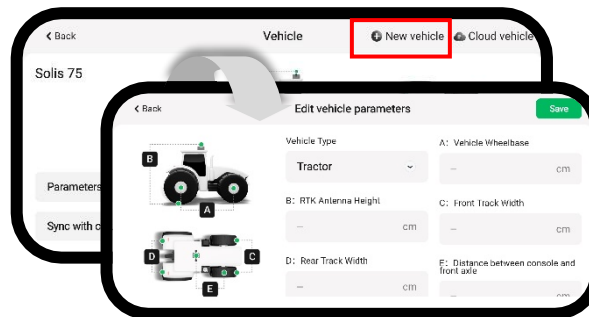 Back
Vehicle
New vehicle
Cloud vehicle
Solis 75
Parameters
Sync with c
Back
Edit vehicle parameters
Save
B
A
D
C
E
Vehicle Type
Tractor
A: Vehicle Wheelbase
– cm
B: RTK Antenna Height
– cm
C: Front Track Width
– cm
D: Rear Track Width
– cm
E: Distance between console and
front axle
– cm